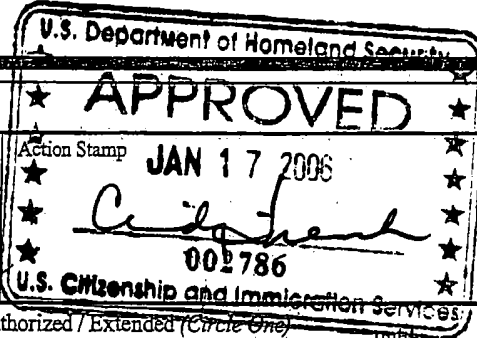 U.S. Department of Homeland Security
APPROVED
Action Stamp
JAN 17 2006
002786
U.S. Citizenship and Immigration Services
thorized / Extended (Circle One)